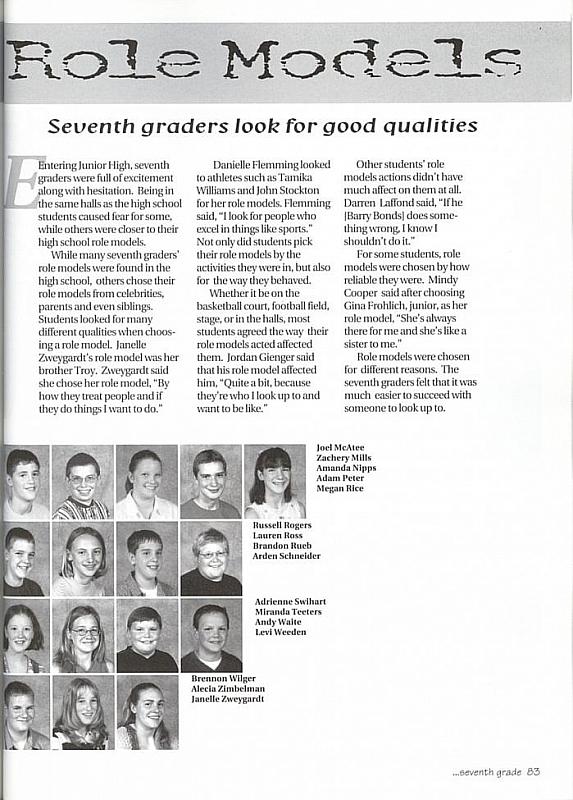 Role Models
Seventh graders look for good qualities
Entering Junior High, seventh
graders were full of excitement
along with hesitation. Being in
the same halls as the high school
students caused fear for some,
while others were closer to their
high school role models.
While many seventh graders'
role models were found in the
high school, others chose their
role models from celebrities,
parents and even siblings.
Students looked for many
different qualities when choos-
ing a role model. Janelle
Zweygardt's role model was her
brother Troy. Zweygardt said
she chose her role model, "By
how they treat people and if
they do things I want to do."
Danielle Flemming looked
to athletes such as Tamika
Williams and John Stockton
for her role models. Flemming
said, "I look for people who
excel in things like sports."
Not only did students pick
their role models by the
activities they were in, but also
for the way they behaved.
Whether it be on the
basketball court, football field,
stage, or in the halls, most
students agreed the way their
role models acted affected
them. Jordan Gienger said
that his role model affected
him, "Quite a bit, because
they're who I look up to and
want to be like."
Other students' role
models actions didn't have
much affect on them at all.
Darren Laffond said, "If he
[Barry Bonds] does some-
thing wrong, I know I
shouldn't do it."
For some students, role
models were chosen by how
reliable they were. Mindy
Cooper said after choosing
Gina Frohlich, junior, as her
role model, "She's always
there for me and she's like a
sister to me."
Role models were chosen
for different reasons. The
seventh graders felt that it was
much easier to succeed with
someone to look up to.
Joel McAtee
Zachery Mills
Amanda Nipps
Adam Peter
Megan Rice
Russell Rogers
Lauren Ross
Brandon Rueb
Arden Schneider
Adrienne Swihart
Miranda Teeters
Andy Waite
Levi Weeden
Brennon Wilger
Alecia Zimbelman
Janelle Zweygardt
...seventh grade 83